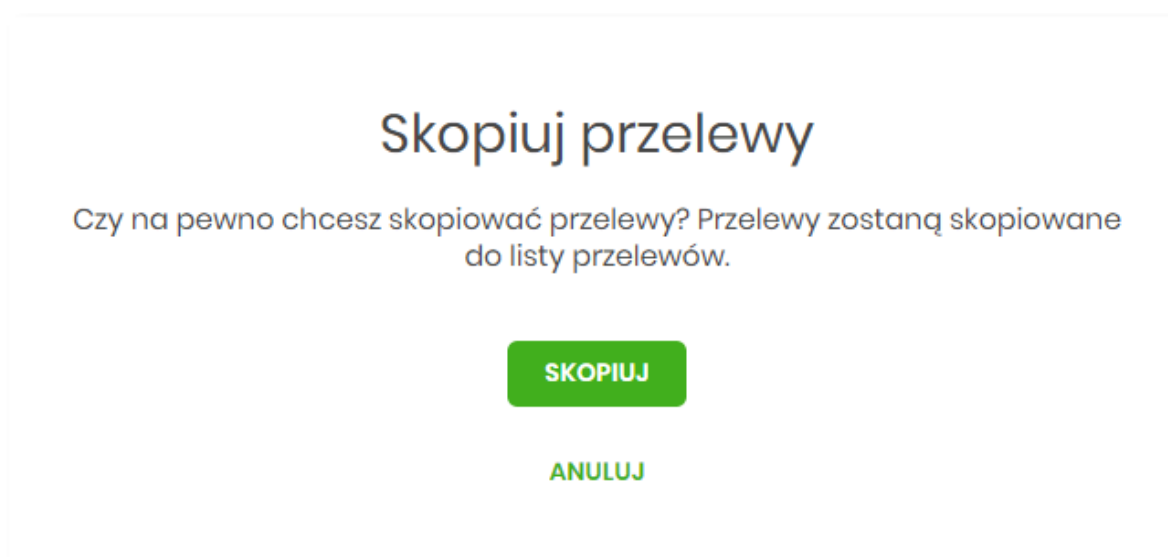 Skopiuj przelewy
Czy na pewno chcesz skopiować przelewy? Przelewy zostaną skopiowane
do listy przelewów.
SKOPIUJ
ANULUJ